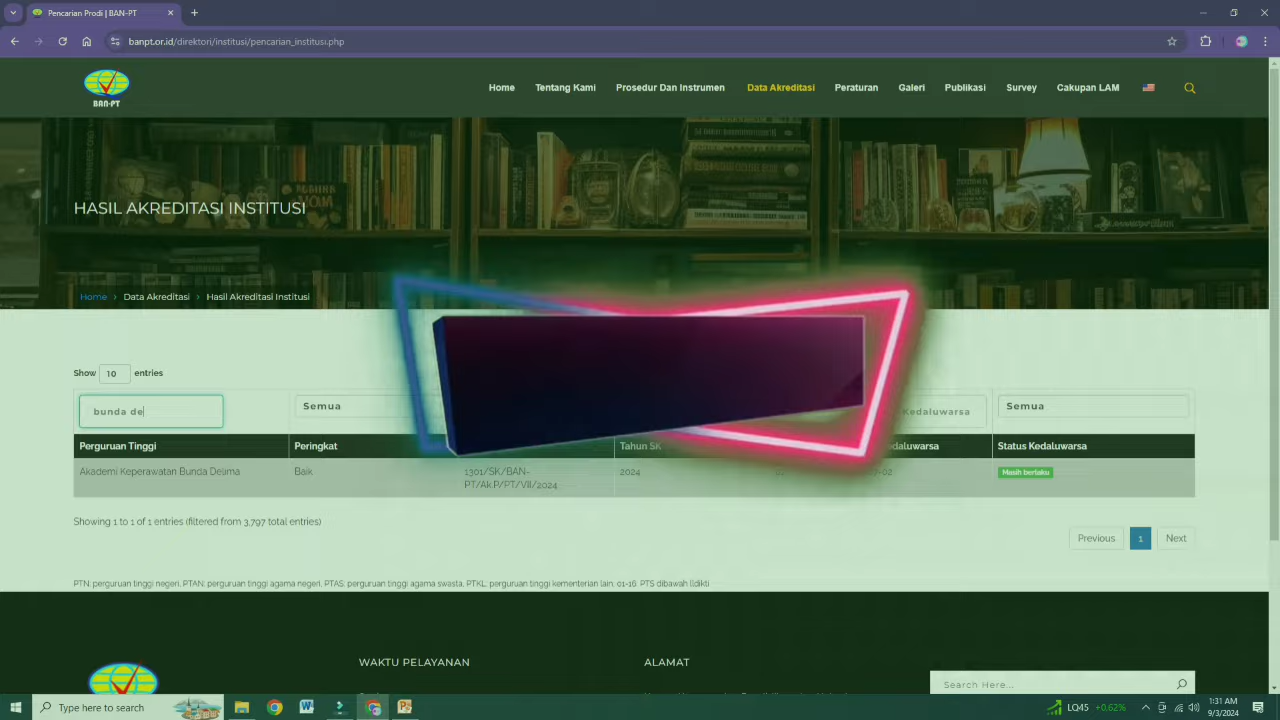 Pencarian Prodi | BAN-PT
banpt.or.id/direktori/institusi/pencarian_institusi.php
BAN-PT
Home Tentang Kami Prosedur Dan Instrumen Data Akreditasi Peraturan Galeri Publikasi Survey Cakupan LAM
HASIL AKREDITASI INSTITUSI
Home > Data Akreditasi > Hasil Akreditasi Institusi
Show 10 entries
bunda de Semua Kedaluwarsa Semua
Perguruan Tinggi Peringkat Tahun SK Status Kedaluwarsa
Akademi Keperawatan Bunda Delima Baik 1301/SK/BAN-PT/Ak.P/PT/VII/2024 2024 Masih berlaku
Showing 1 to 1 of 1 entries (filtered from 3,797 total entries)
Previous 1 Next
PTN: perguruan tinggi negeri, PTAN: perguruan tinggi agama negeri, PTAS: perguruan tinggi agama swasta, PTKL: perguruan tinggi kementerian lain, 01-16: PTS dibawah lldikti
WAKTU PELAYANAN ALAMAT
Search Here...
Type here to search
LQ45 +0.62%
1:31 AM
9/3/2024